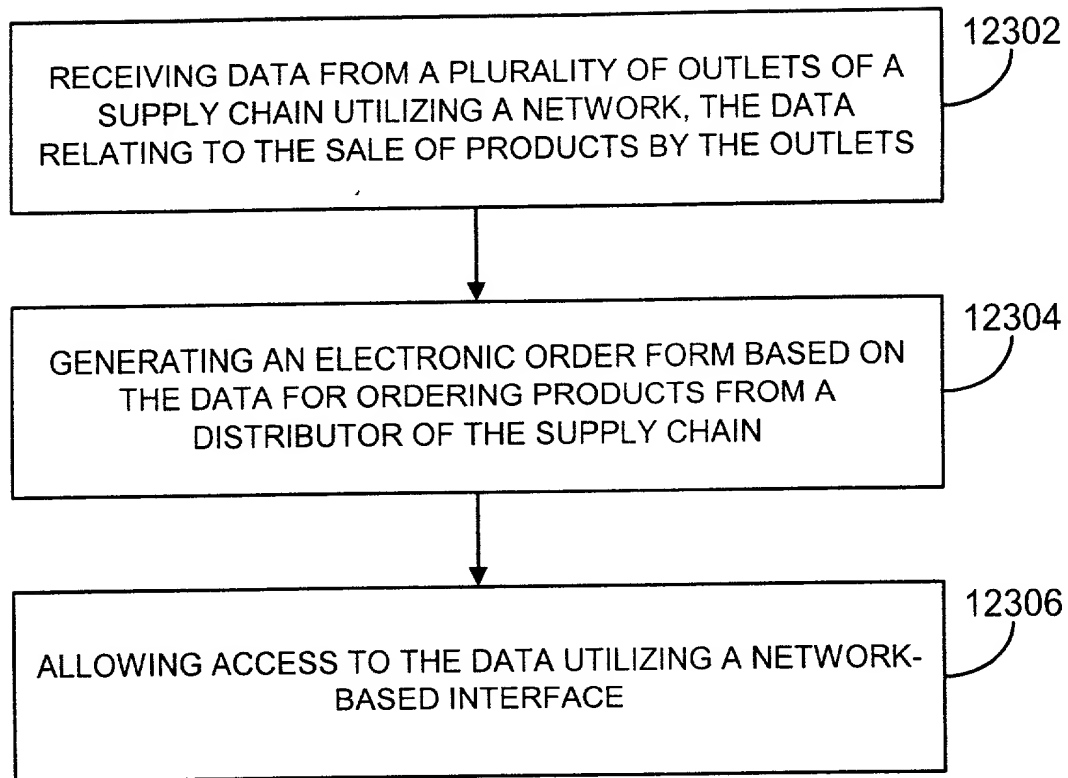 12302
RECEIVING DATA FROM A PLURALITY OF OUTLETS OF A
SUPPLY CHAIN UTILIZING A NETWORK, THE DATA
RELATING TO THE SALE OF PRODUCTS BY THE OUTLETS
12304
GENERATING AN ELECTRONIC ORDER FORM BASED ON
THE DATA FOR ORDERING PRODUCTS FROM A
DISTRIBUTOR OF THE SUPPLY CHAIN
12306
ALLOWING ACCESS TO THE DATA UTILIZING A NETWORK-
BASED INTERFACE